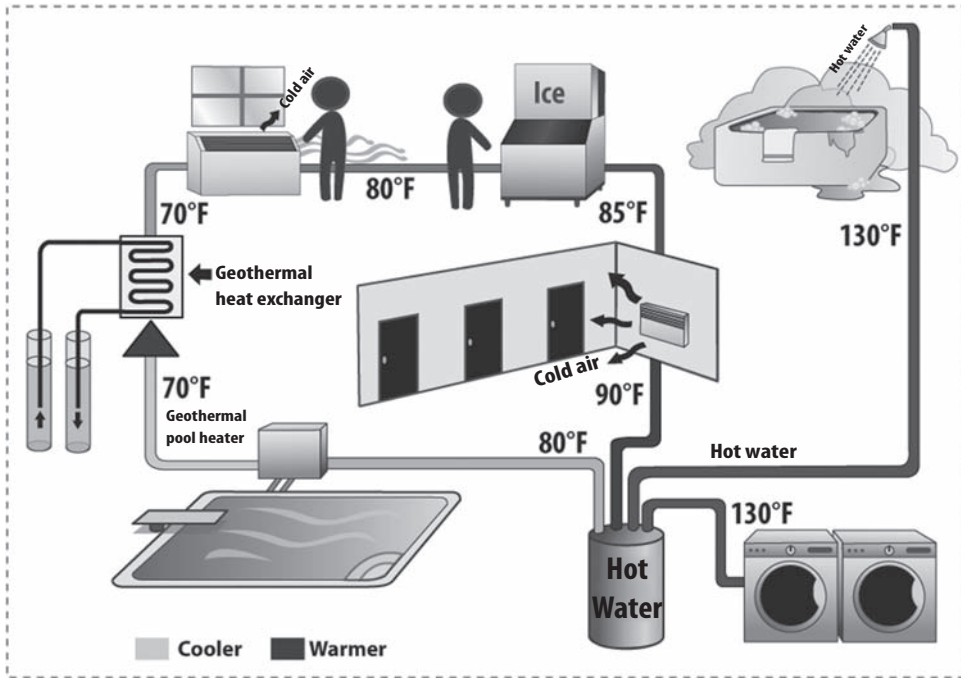 Hot water
Cold air
Ice
80°F
70°F
85°F
130°F
Geothermal
heat exchanger
Cold air
90°F
70°F
Geothermal
pool heater
80°F
Hot water
130°F
Hot
Water
Cooler
Warmer